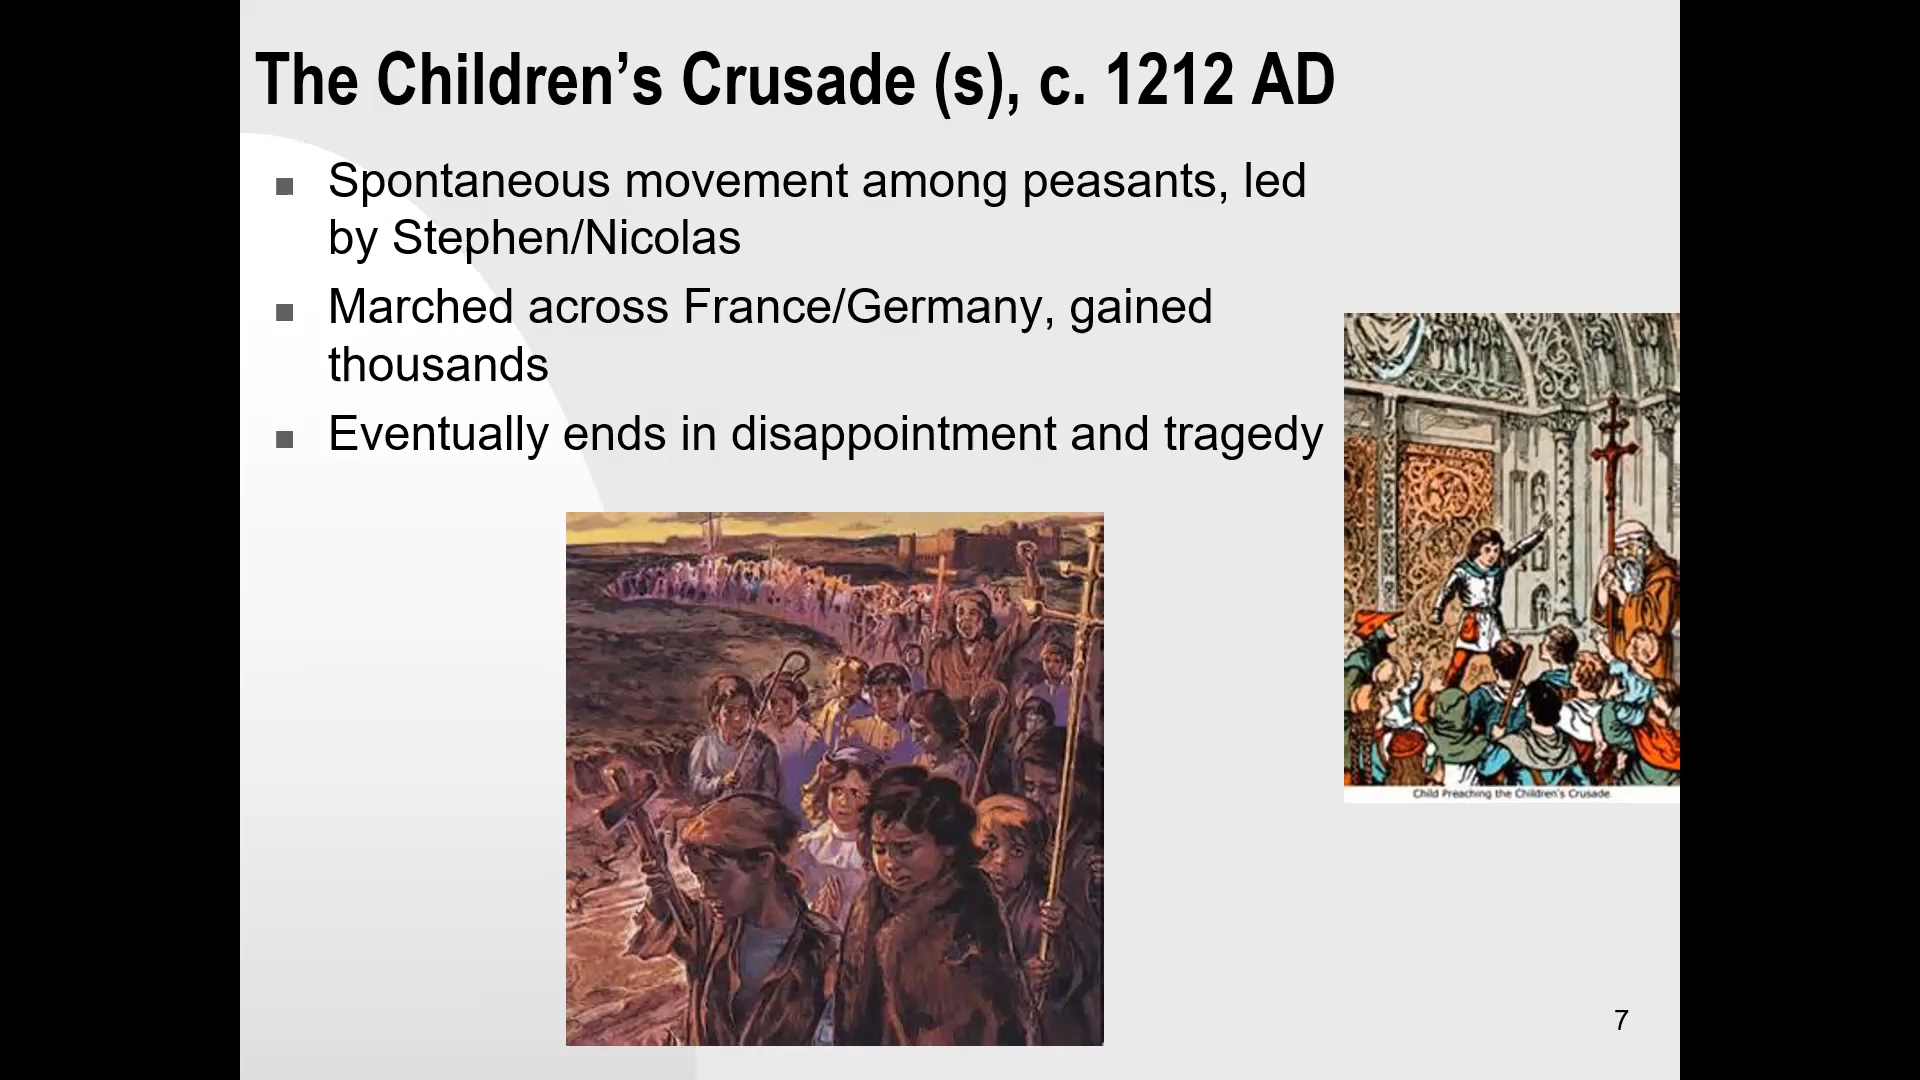 The Children’s Crusade (s), c. 1212 AD
■ Spontaneous movement among peasants, led
by Stephen/Nicolas
■ Marched across France/Germany, gained
thousands
■ Eventually ends in disappointment and tragedy
Child Preaching the Children's Crusade
7